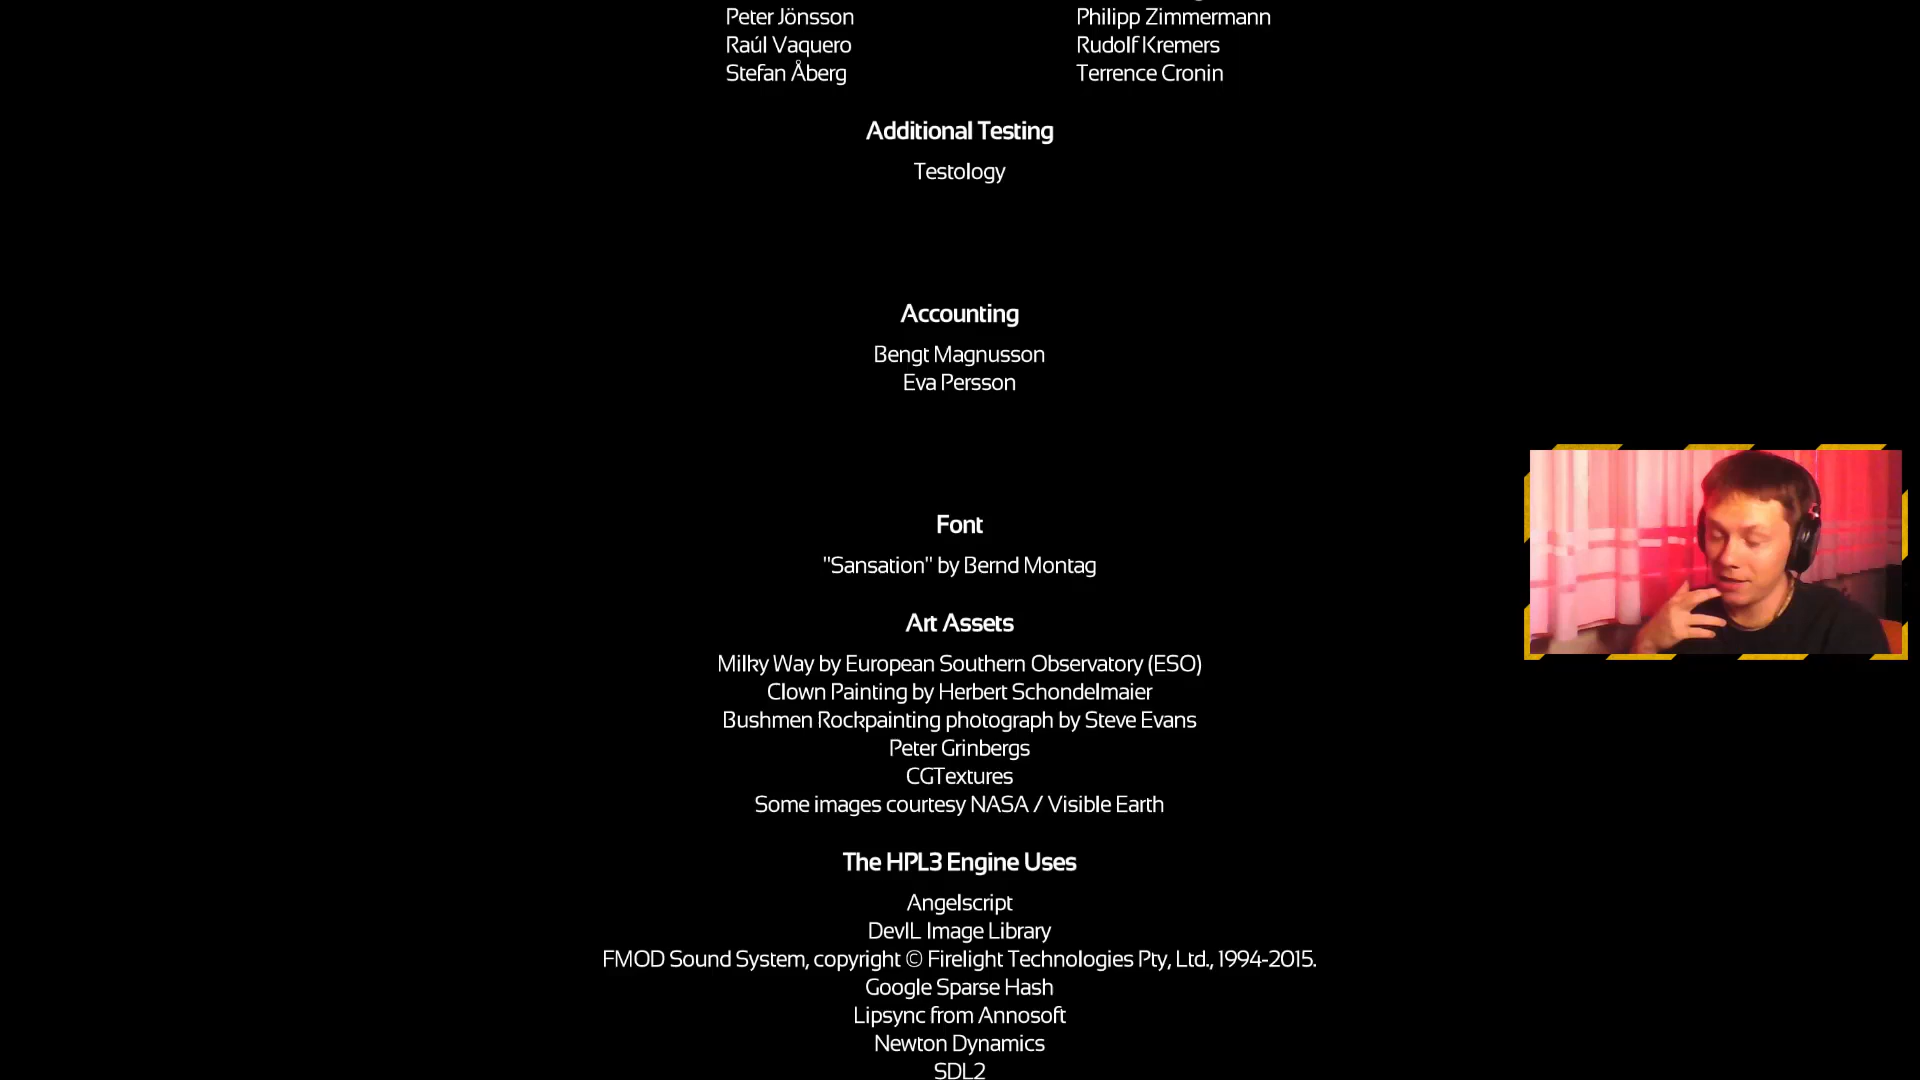 Peter Jönsson
Raúl Vaquero
Stefan Åberg
Philipp Zimmermann
Rudolf Kremers
Terrence Cronin
Additional Testing
Testology
Accounting
Bengt Magnusson
Eva Persson
Font
"Sansation" by Bernd Montag
Art Assets
Milky Way by European Southern Observatory (ESO)
Clown Painting by Herbert Schondelmaier
Bushmen Rockpainting photograph by Steve Evans
Peter Grinbergs
CGTextures
Some images courtesy NASA / Visible Earth
The HPL3 Engine Uses
Angelscript
DevIL Image Library
FMOD Sound System, copyright © Firelight Technologies Pty, Ltd., 1994-2015.
Google Sparse Hash
Lipsync from Annosoft
Newton Dynamics
SDL2